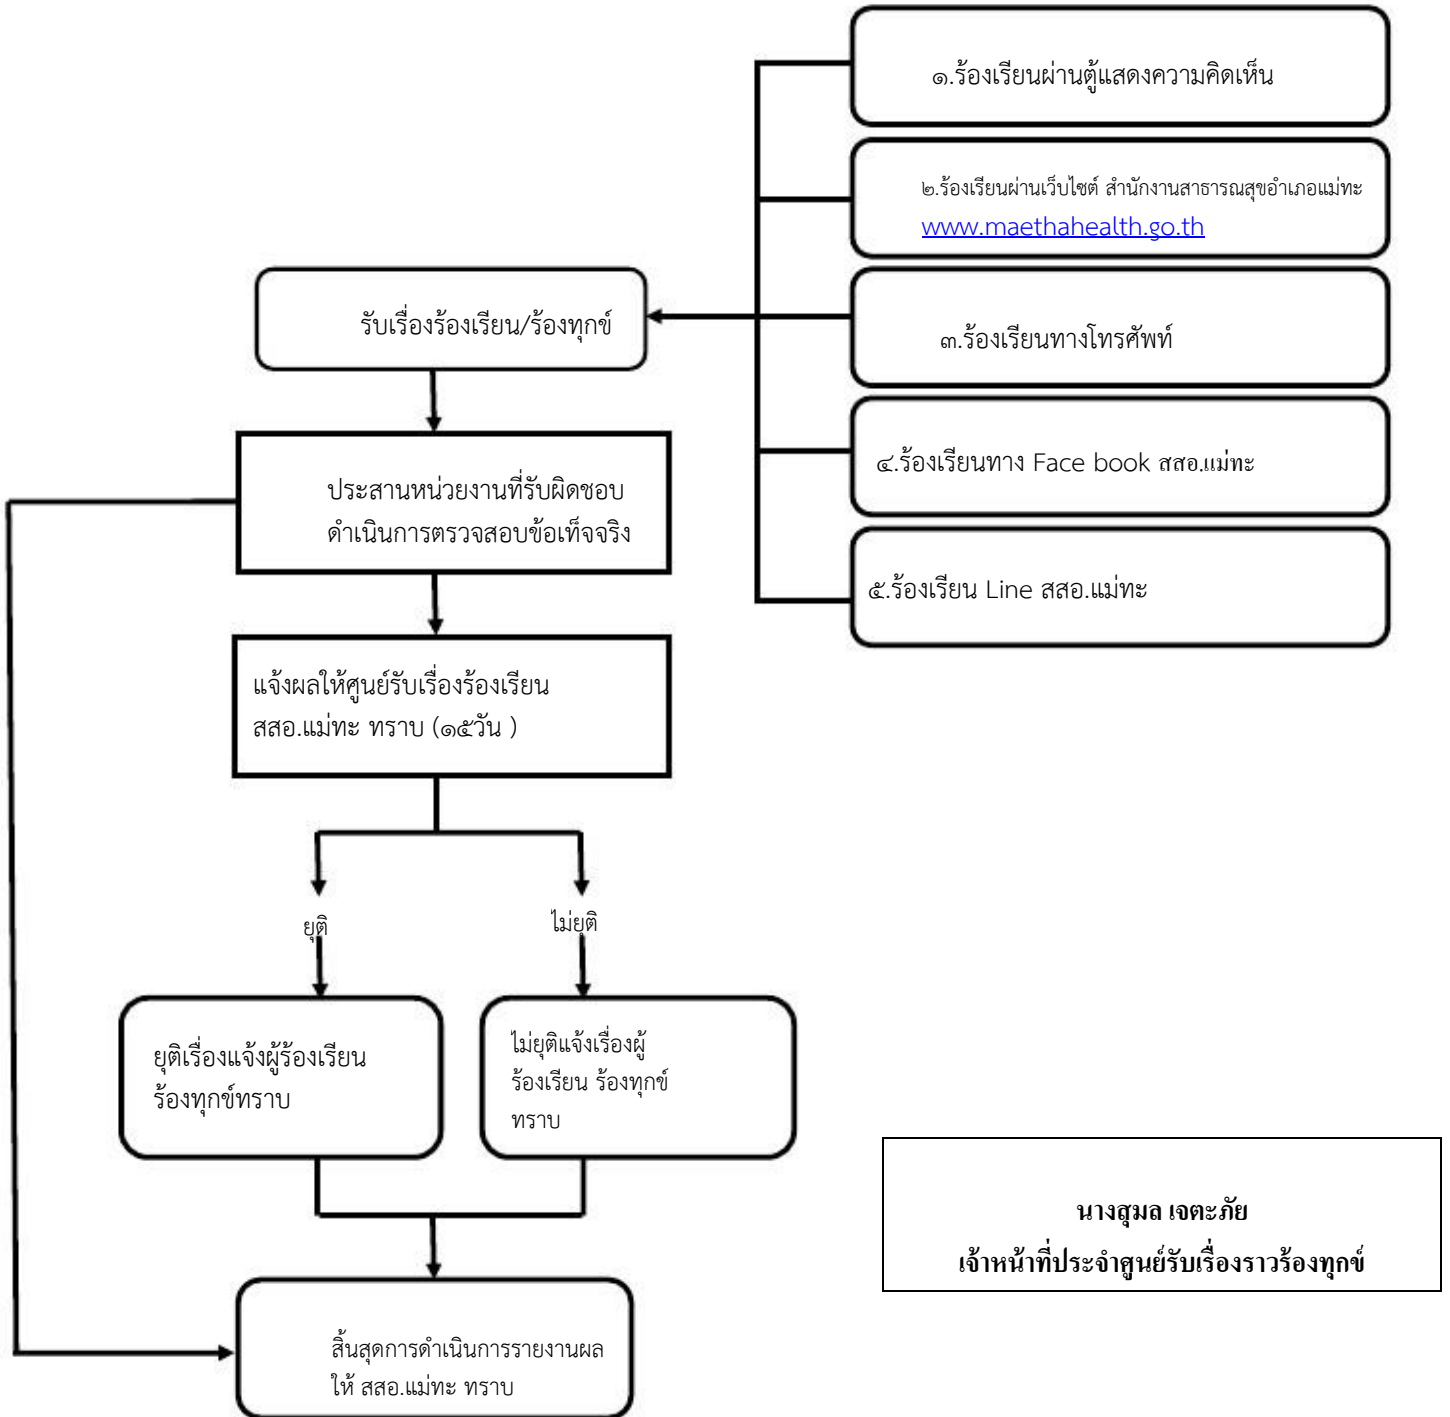 ๑.ร้องเรียนผ่านตู้แสดงความคิดเห็น
๒.ร้องเรียนผ่านเว็บไซต์ สำนักงานสาธารณสุขอำเภอแม่ทะ
www.maethahealth.go.th
๓.ร้องเรียนทางโทรศัพท์
๔.ร้องเรียนทาง Face book สสอ.แม่ทะ
๕.ร้องเรียน Line สสอ.แม่ทะ
รับเรื่องร้องเรียน/ร้องทุกข์
ประสานหน่วยงานที่รับผิดชอบ
ดำเนินการตรวจสอบข้อเท็จจริง
แจ้งผลให้ศูนย์รับเรื่องร้องเรียน
สสอ.แม่ทะ ทราบ (๑๕วัน )
ยุติ
ไม่ยุติ
ยุติเรื่องแจ้งผู้ร้องเรียน
ร้องทุกข์ทราบ
ไม่ยุติแจ้งเรื่องผู้
ร้องเรียน ร้องทุกข์
ทราบ
สิ้นสุดการดำเนินการรายงานผล
ให้ สสอ.แม่ทะ ทราบ
นางสุมล เจตะภัย
เจ้าหน้าที่ประจำศูนย์รับเรื่องราวร้องทุกข์